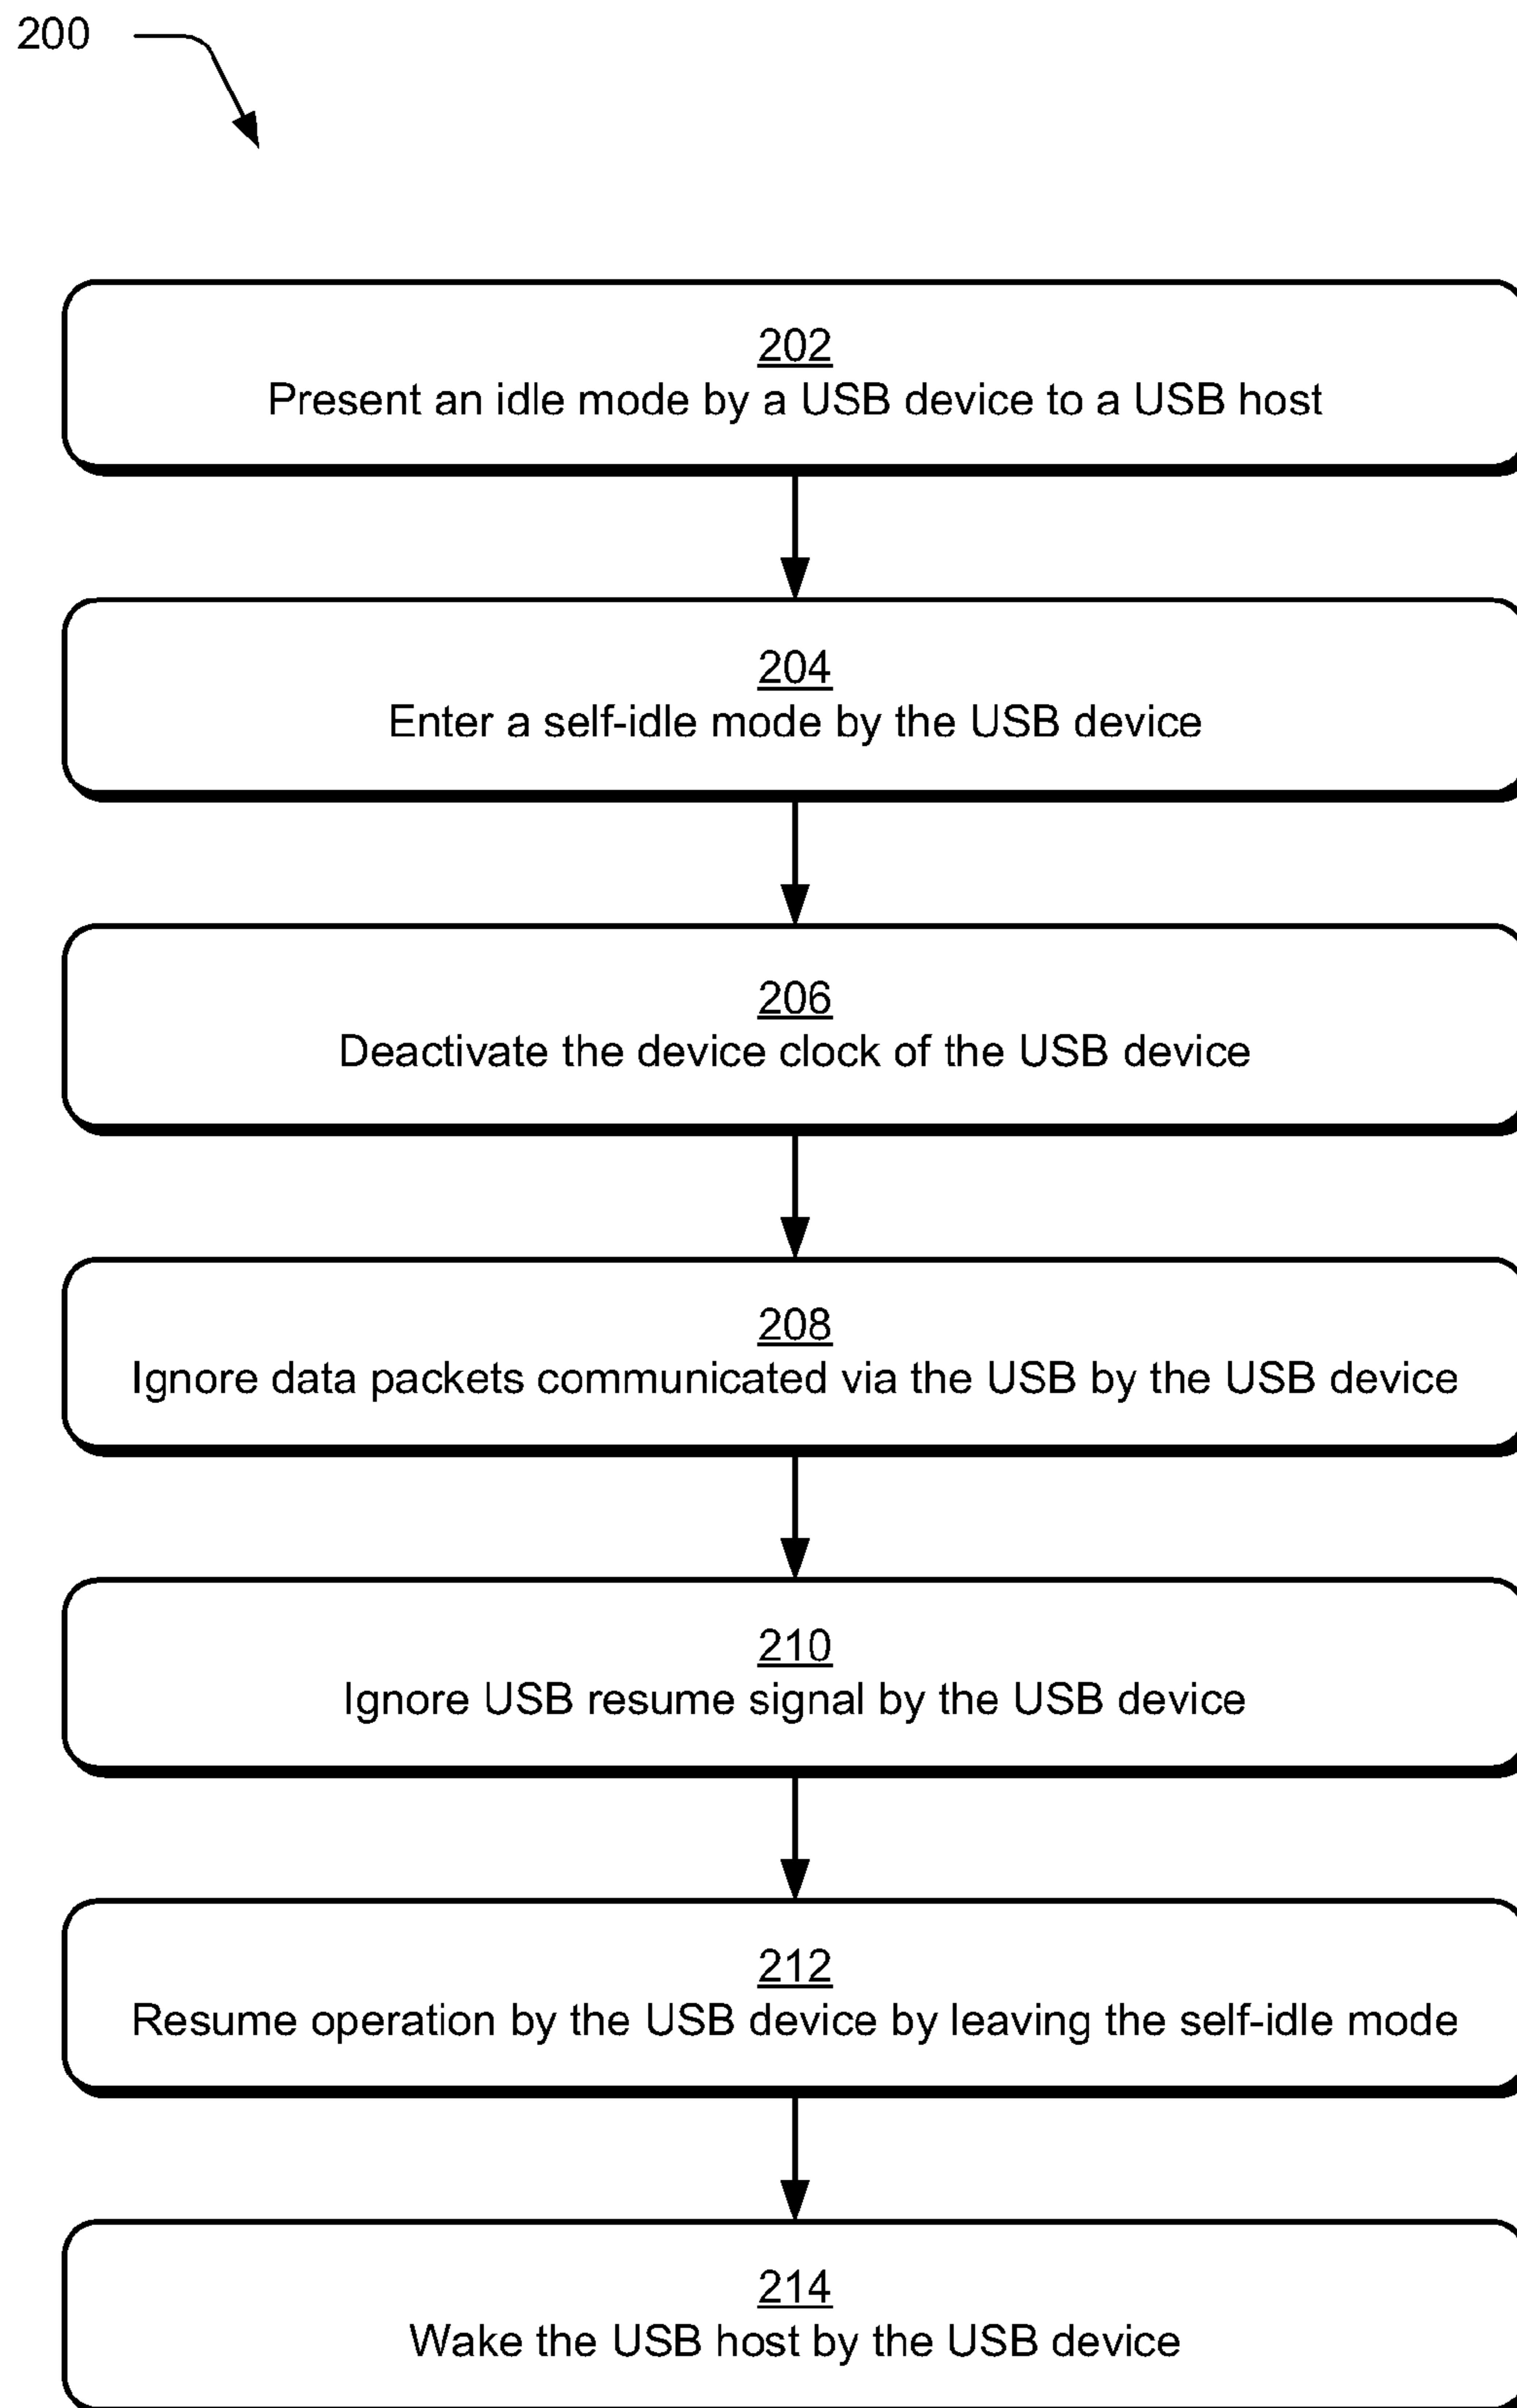 200
202
Present an idle mode by a USB device to a USB host
204
Enter a self-idle mode by the USB device
206
Deactivate the device clock of the USB device
208
Ignore data packets communicated via the USB by the USB device
210
Ignore USB resume signal by the USB device
212
Resume operation by the USB device by leaving the self-idle mode
214
Wake the USB host by the USB device